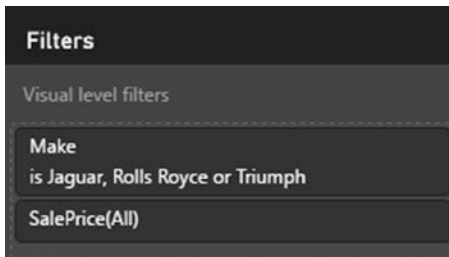 Filters
Visual level filters
Make
is Jaguar, Rolls Royce or Triumph
SalePrice(All)